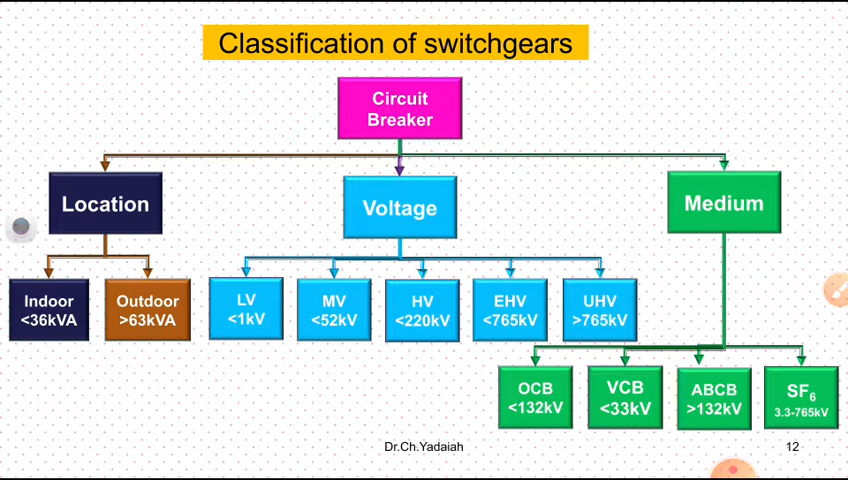 Classification of switchgears
Circuit
Breaker
Location
Voltage
Medium
Indoor
<36kVA
Outdoor
>63kVA
LV
<1kV
MV
<52kV
HV
<220kV
EHV
<765kV
UHV
>765kV
OCB
<132kV
VCB
<33kV
ABCB
>132kV
SF₆
3.3-765kV
Dr.Ch.Yadaiah
12